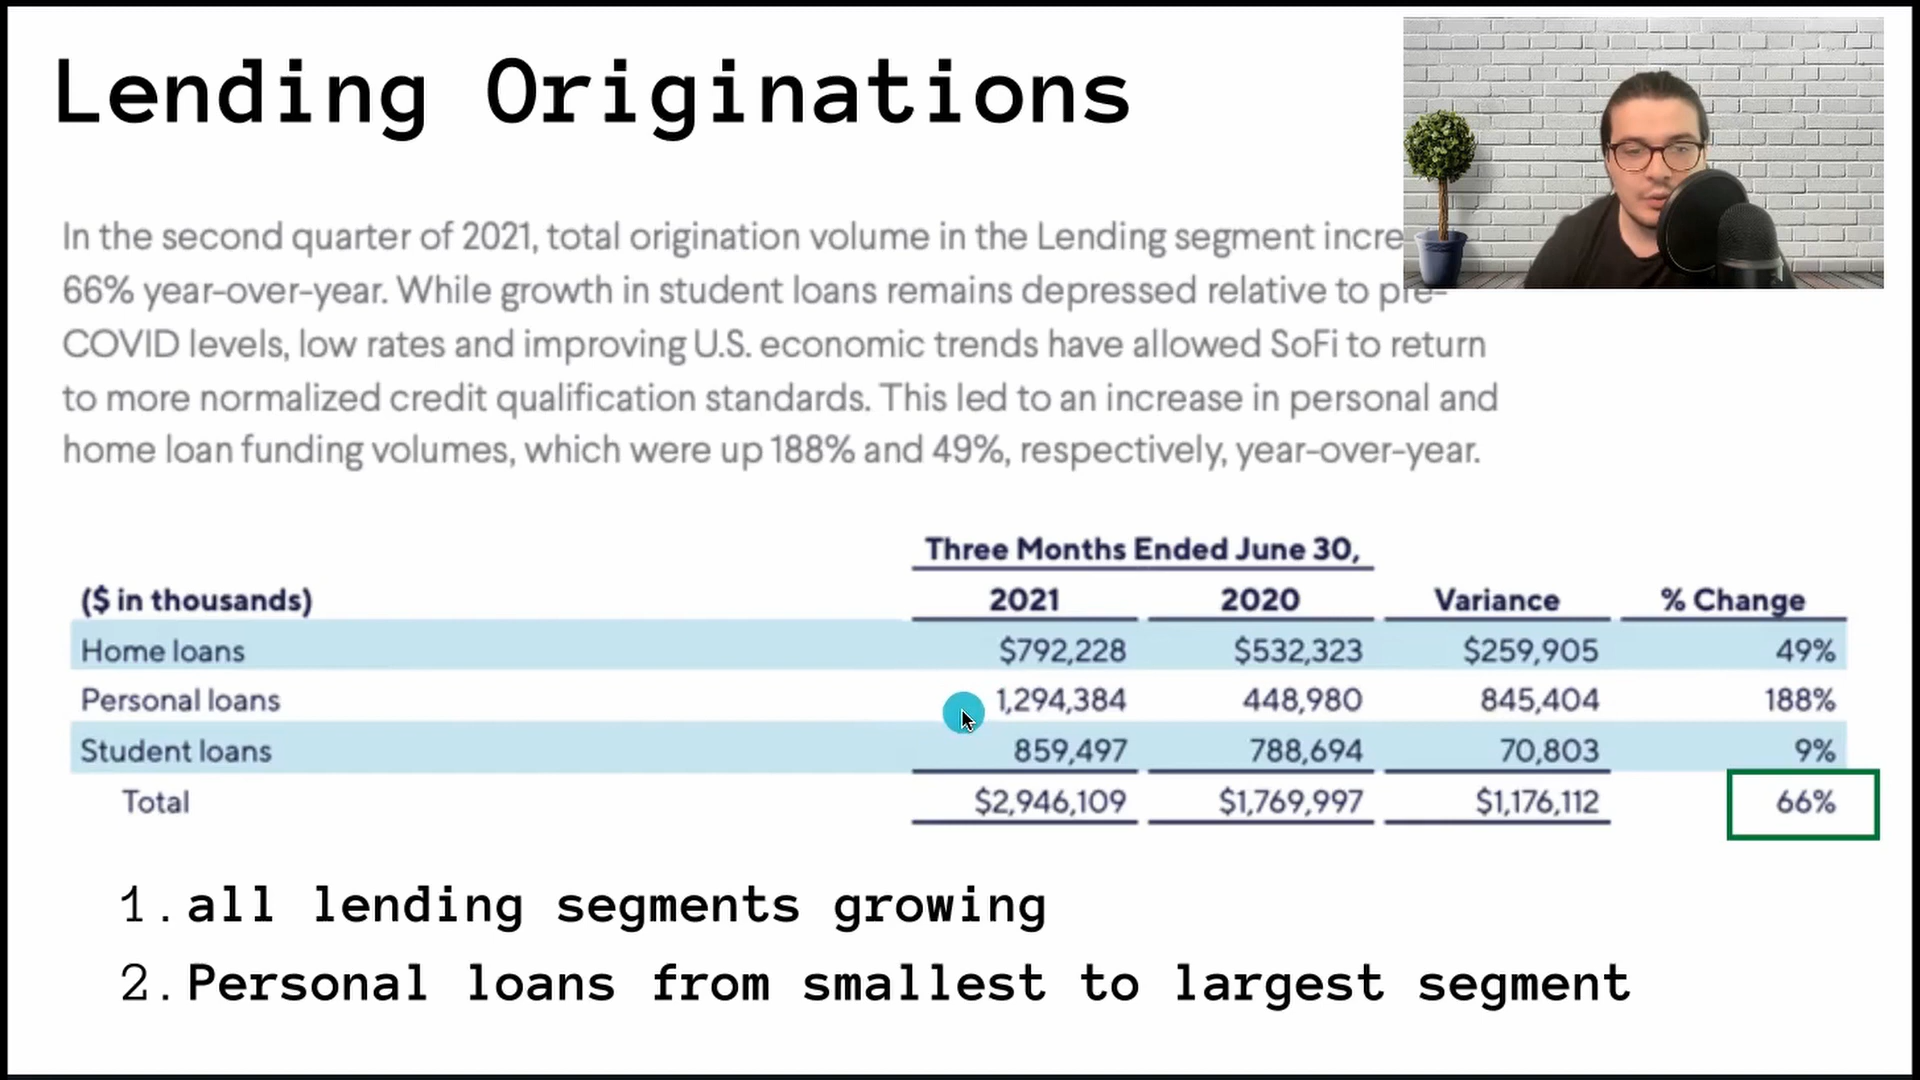 Lending Originations
In the second quarter of 2021, total origination volume in the Lending segment incre
66% year-over-year. While growth in student loans remains depressed relative to pre-
COVID levels, low rates and improving U.S. economic trends have allowed SoFi to return
to more normalized credit qualification standards. This led to an increase in personal and
home loan funding volumes, which were up 188% and 49%, respectively, year-over-year.
Three Months Ended June 30,
($ in thousands) 2021 2020 Variance % Change
Home loans $792,228 $532,323 $259,905 49%
Personal loans 1,294,384 448,980 845,404 188%
Student loans 859,497 788,694 70,803 9%
Total $2,946,109 $1,769,997 $1,176,112 66%
1. all lending segments growing
2. Personal loans from smallest to largest segment